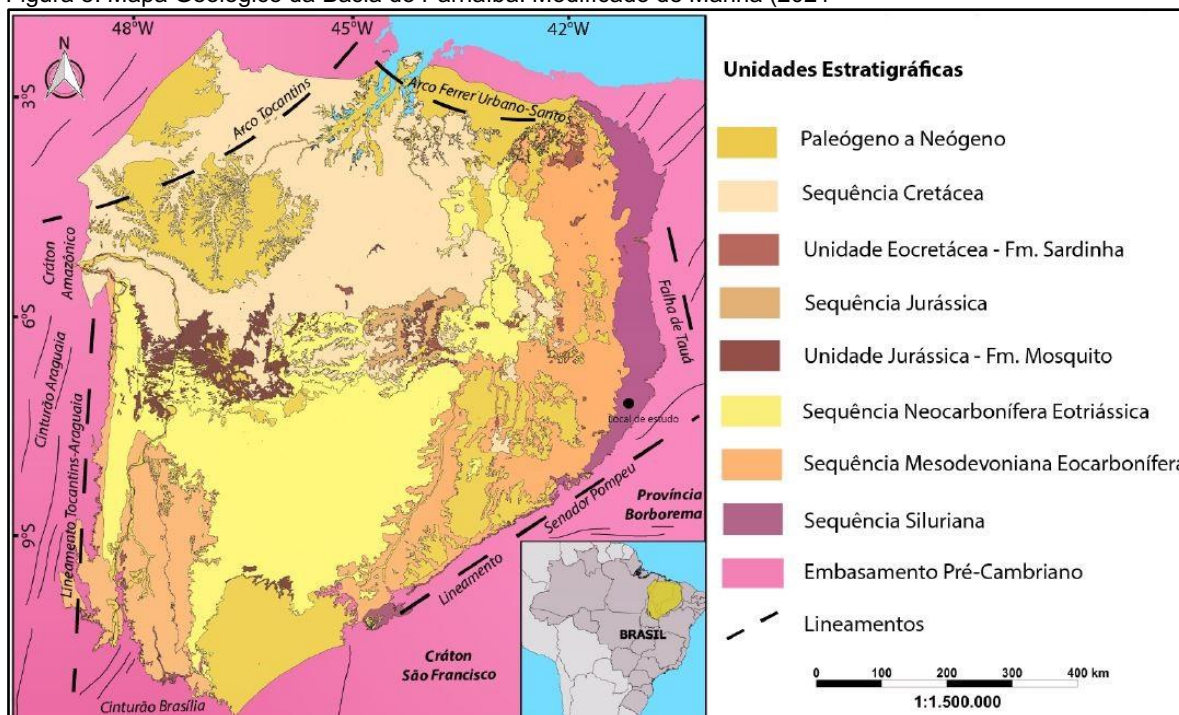 Figura 3. Mapa Geológico da Bacia do Parnaíba. Modificado de Marina (2021
48°W
45°W
42°W
N
3°S
6°S
9°S
Arco Tocantins
Arco Ferrer Urbano-Santo
Cráton
Amazônico
Cinturão Araguaia
Lineamento Tocantins-Araguaia
Falha de Tauá
Local de estudo
Senador Pompeu
Lineamento
Província
Borborema
Cráton
São Francisco
Cinturão Brasília
BRASIL
Unidades Estratigráficas
Paleógeno a Neógeno
Sequência Cretácea
Unidade Eocretácea - Fm. Sardinha
Sequência Jurássica
Unidade Jurássica - Fm. Mosquito
Sequência Neocarbonífera Eotriássica
Sequência Mesodevoniana Eocarbonífera
Sequência Siluriana
Embasamento Pré-Cambriano
Lineamentos
0 100 200 300 400 km
1:1.500.000